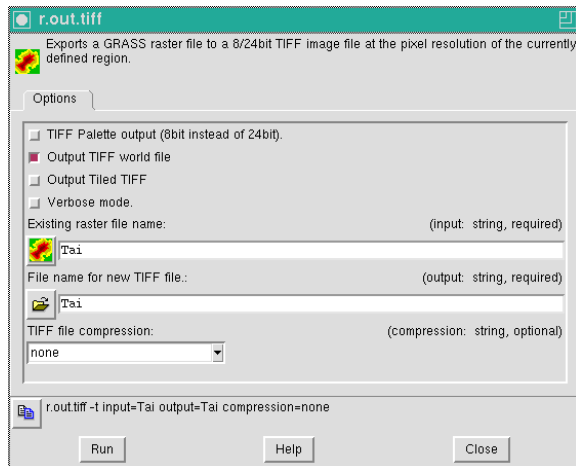 r.out.tiff
Exports a GRASS raster file to a 8/24bit TIFF image file at the pixel resolution of the currently
defined region.
Options
TIFF Palette output (8bit instead of 24bit).
Output TIFF world file
Output Tiled TIFF
Verbose mode.
Existing raster file name: (input: string, required)
Tai
File name for new TIFF file.: (output: string, required)
Tai
TIFF file compression: (compression: string, optional)
none
r.out.tiff -t input=Tai output=Tai compression=none
Run Help Close